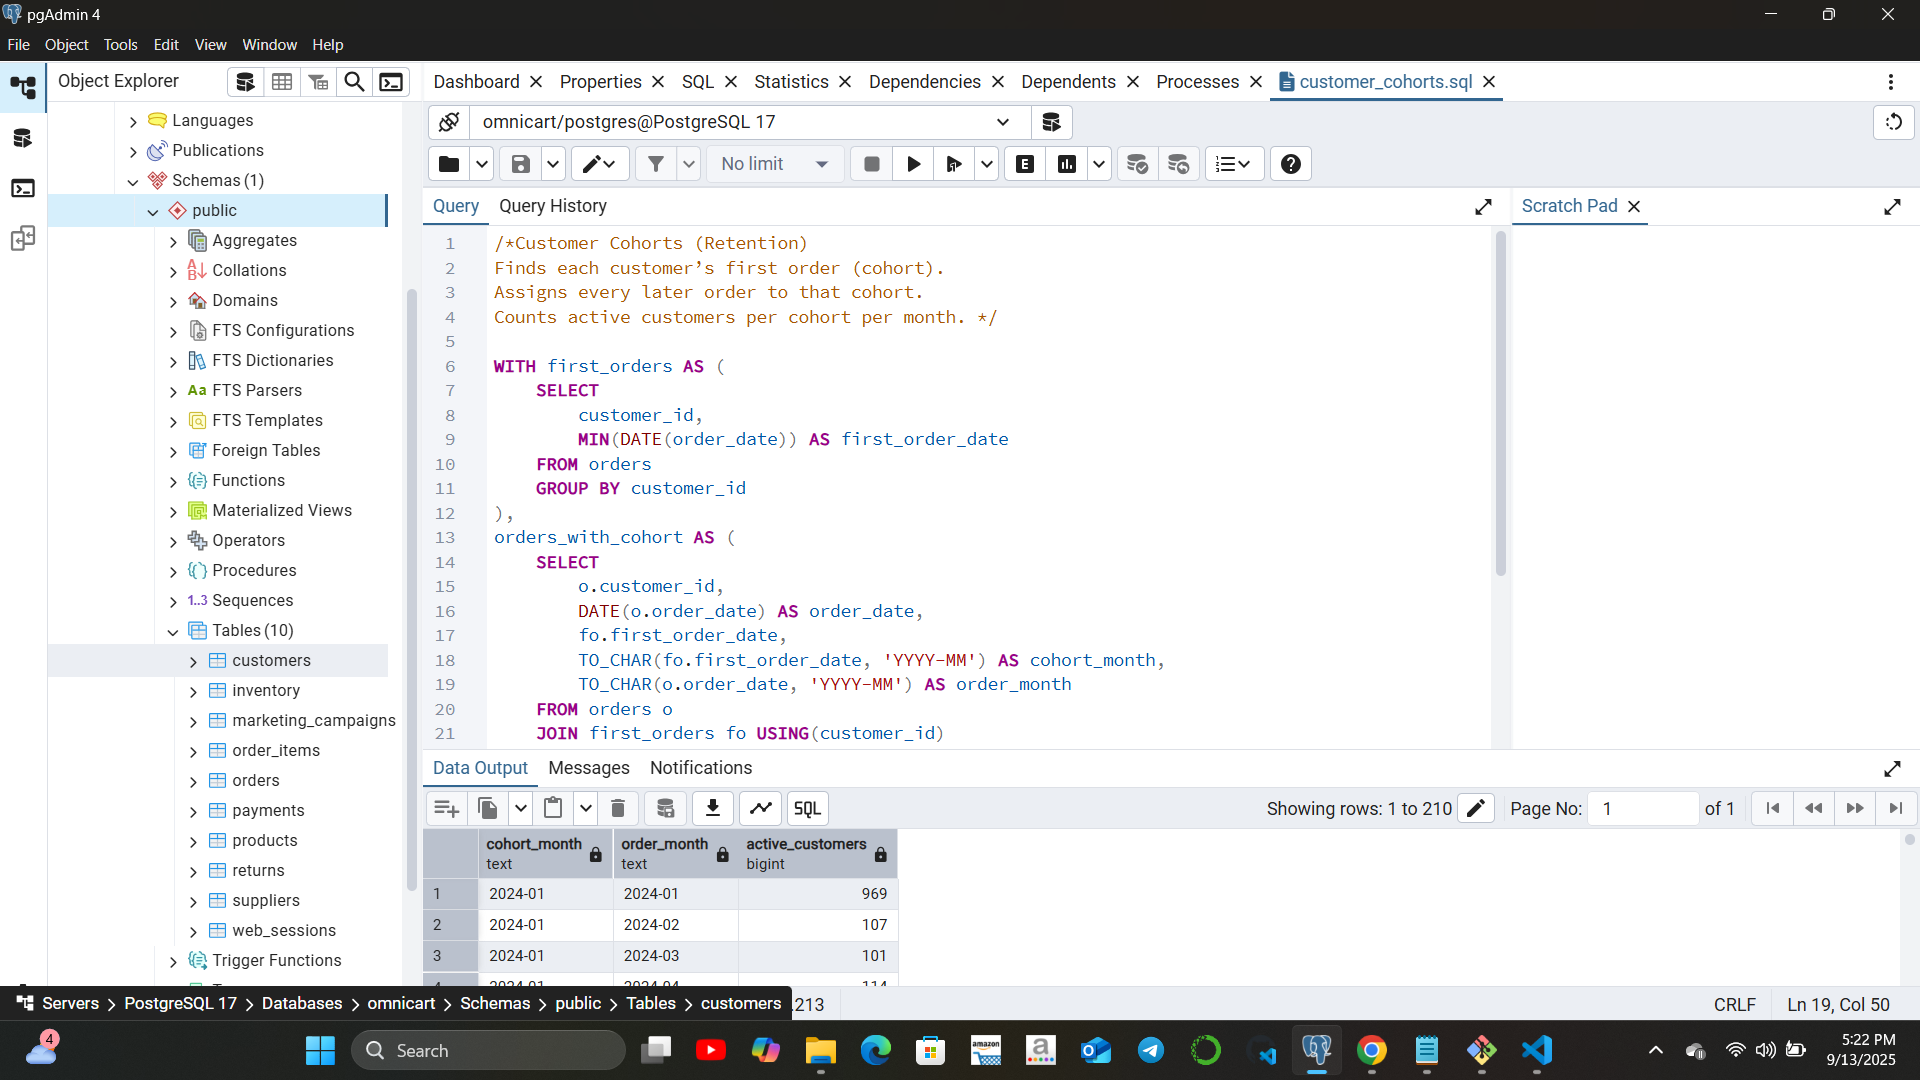 pgAdmin 4
File Object Tools Edit View Window Help
Object Explorer
Dashboard Properties SQL Statistics Dependencies Dependents Processes customer_cohorts.sql
omnicart/postgres@PostgreSQL 17
No limit
E
Languages
Publications
Schemas (1)
public
Aggregates
Collations
Domains
FTS Configurations
FTS Dictionaries
Aa FTS Parsers
FTS Templates
Foreign Tables
Functions
Materialized Views
Operators
Procedures
1..3 Sequences
Tables (10)
customers
inventory
marketing_campaigns
order_items
orders
payments
products
returns
suppliers
web_sessions
Trigger Functions
Query Query History
Scratch Pad
1 /*Customer Cohorts (Retention)
2 Finds each customer’s first order (cohort).
3 Assigns every later order to that cohort.
4 Counts active customers per cohort per month. */
5
6 WITH first_orders AS (
7 SELECT
8 customer_id,
9 MIN(DATE(order_date)) AS first_order_date
10 FROM orders
11 GROUP BY customer_id
12 ),
13 orders_with_cohort AS (
14 SELECT
15 o.customer_id,
16 DATE(o.order_date) AS order_date,
17 fo.first_order_date,
18 TO_CHAR(fo.first_order_date, 'YYYY-MM') AS cohort_month,
19 TO_CHAR(o.order_date, 'YYYY-MM') AS order_month
20 FROM orders o
21 JOIN first_orders fo USING(customer_id)
Data Output Messages Notifications
SQL
Showing rows: 1 to 210
Page No: 1 of 1
cohort_month order_month active_customers
text text bigint
1 2024-01 2024-01 969
2 2024-01 2024-02 107
3 2024-01 2024-03 101
4 2024-01 2024-04 114
Servers > PostgreSQL 17 > Databases > omnicart > Schemas > public > Tables > customers
.213
CRLF Ln 19, Col 50
4
Search
amazon
a
5:22 PM
9/13/2025